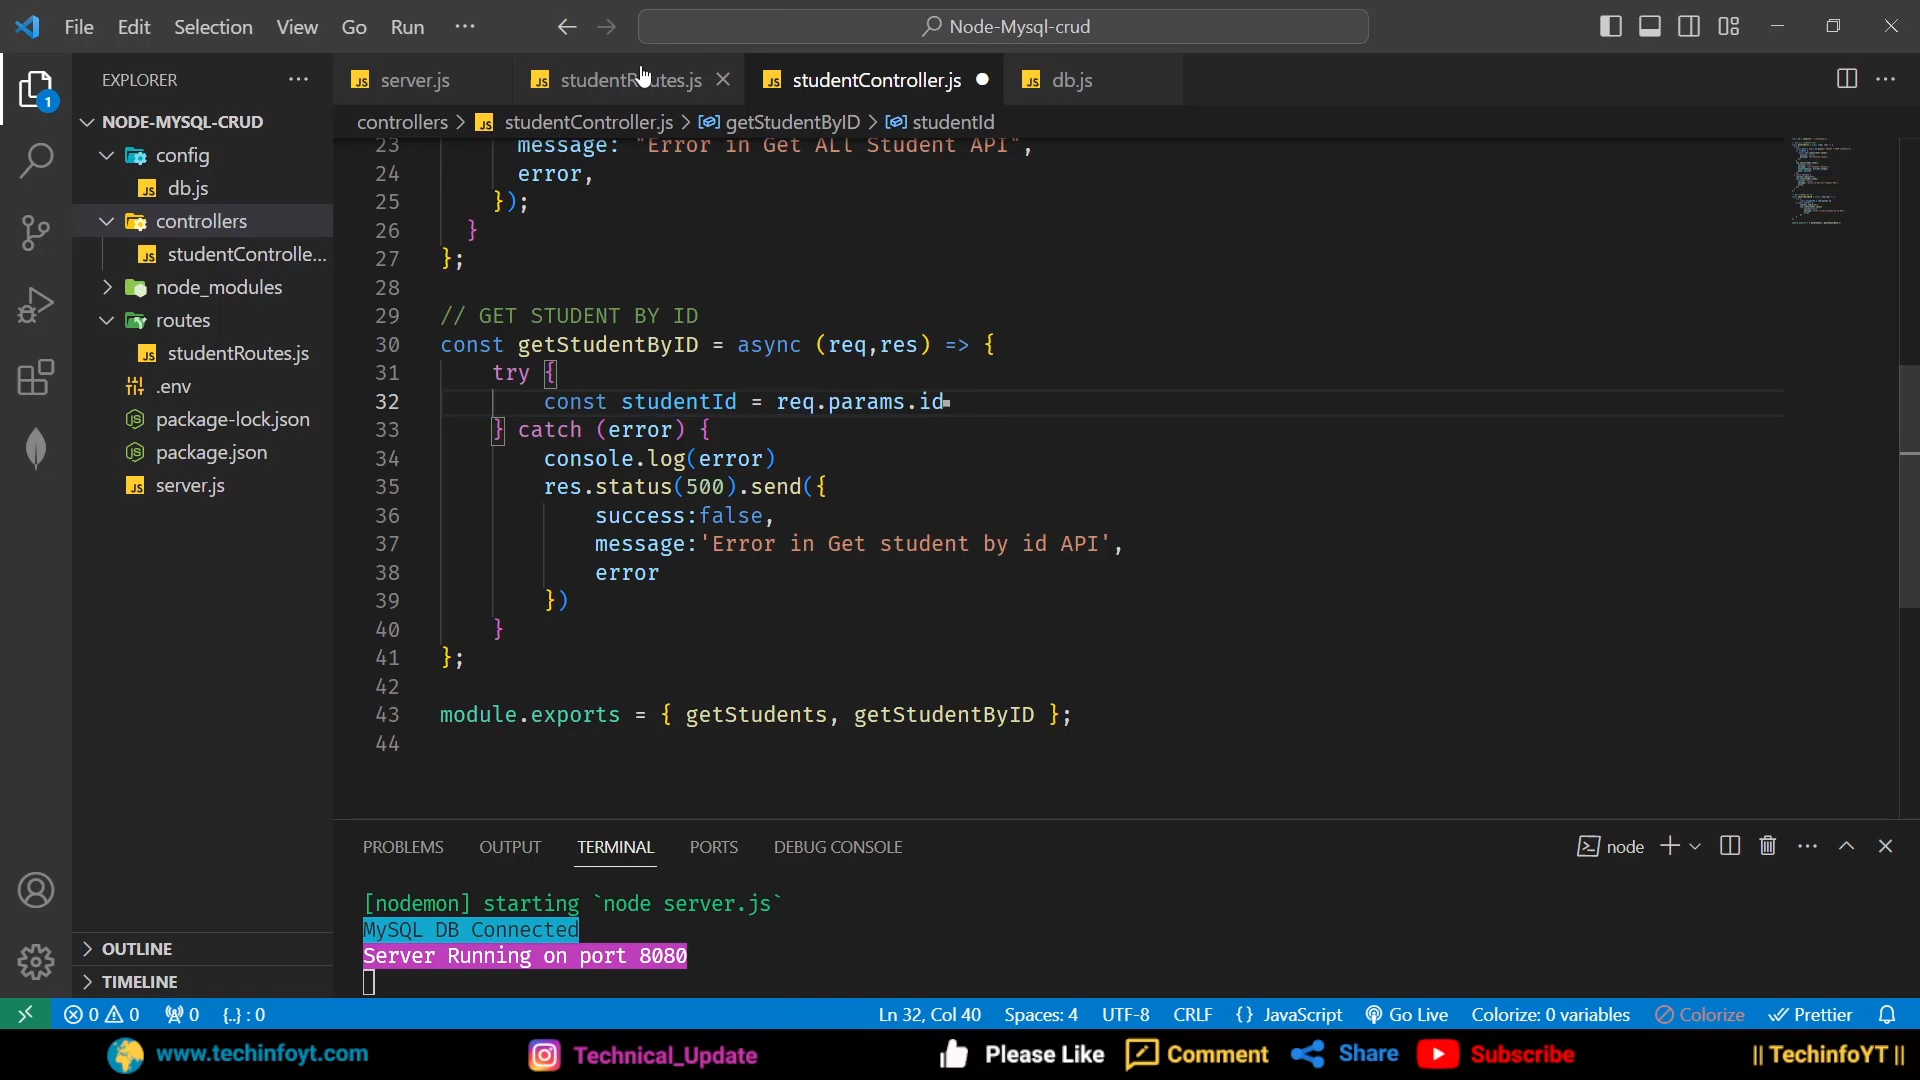 File Edit Selection View Go Run ··· Node-Mysql-crud
EXPLORER ···
server.js studentRoutes.js studentController.js db.js
controllers > studentController.js > getStudentByID > studentId
NODE-MYSQL-CRUD
config
db.js
controllers
studentControlle...
node_modules
routes
studentRoutes.js
.env
package-lock.json
package.json
server.js
OUTLINE
TIMELINE
1
23 message: "Error in Get ALL Student API",
24 error,
25 });
26 }
27 };
28
29 // GET STUDENT BY ID
30 const getStudentByID = async (req,res) => {
31 try {
32 const studentId = req.params.id
33 } catch (error) {
34 console.log(error)
35 res.status(500).send({
36 success:false,
37 message:'Error in Get student by id API',
38 error
39 })
40 }
41 };
42
43 module.exports = { getStudents, getStudentByID };
44
PROBLEMS OUTPUT TERMINAL PORTS DEBUG CONSOLE node
[nodemon] starting `node server.js`
MySQL DB Connected
Server Running on port 8080
0 0 0 {..} : 0 Ln 32, Col 40 Spaces: 4 UTF-8 CRLF {} JavaScript Go Live Colorize: 0 variables Colorize Prettier
www.techinfoyt.com Technical_Update Please Like Comment Share Subscribe || TechinfoYT ||